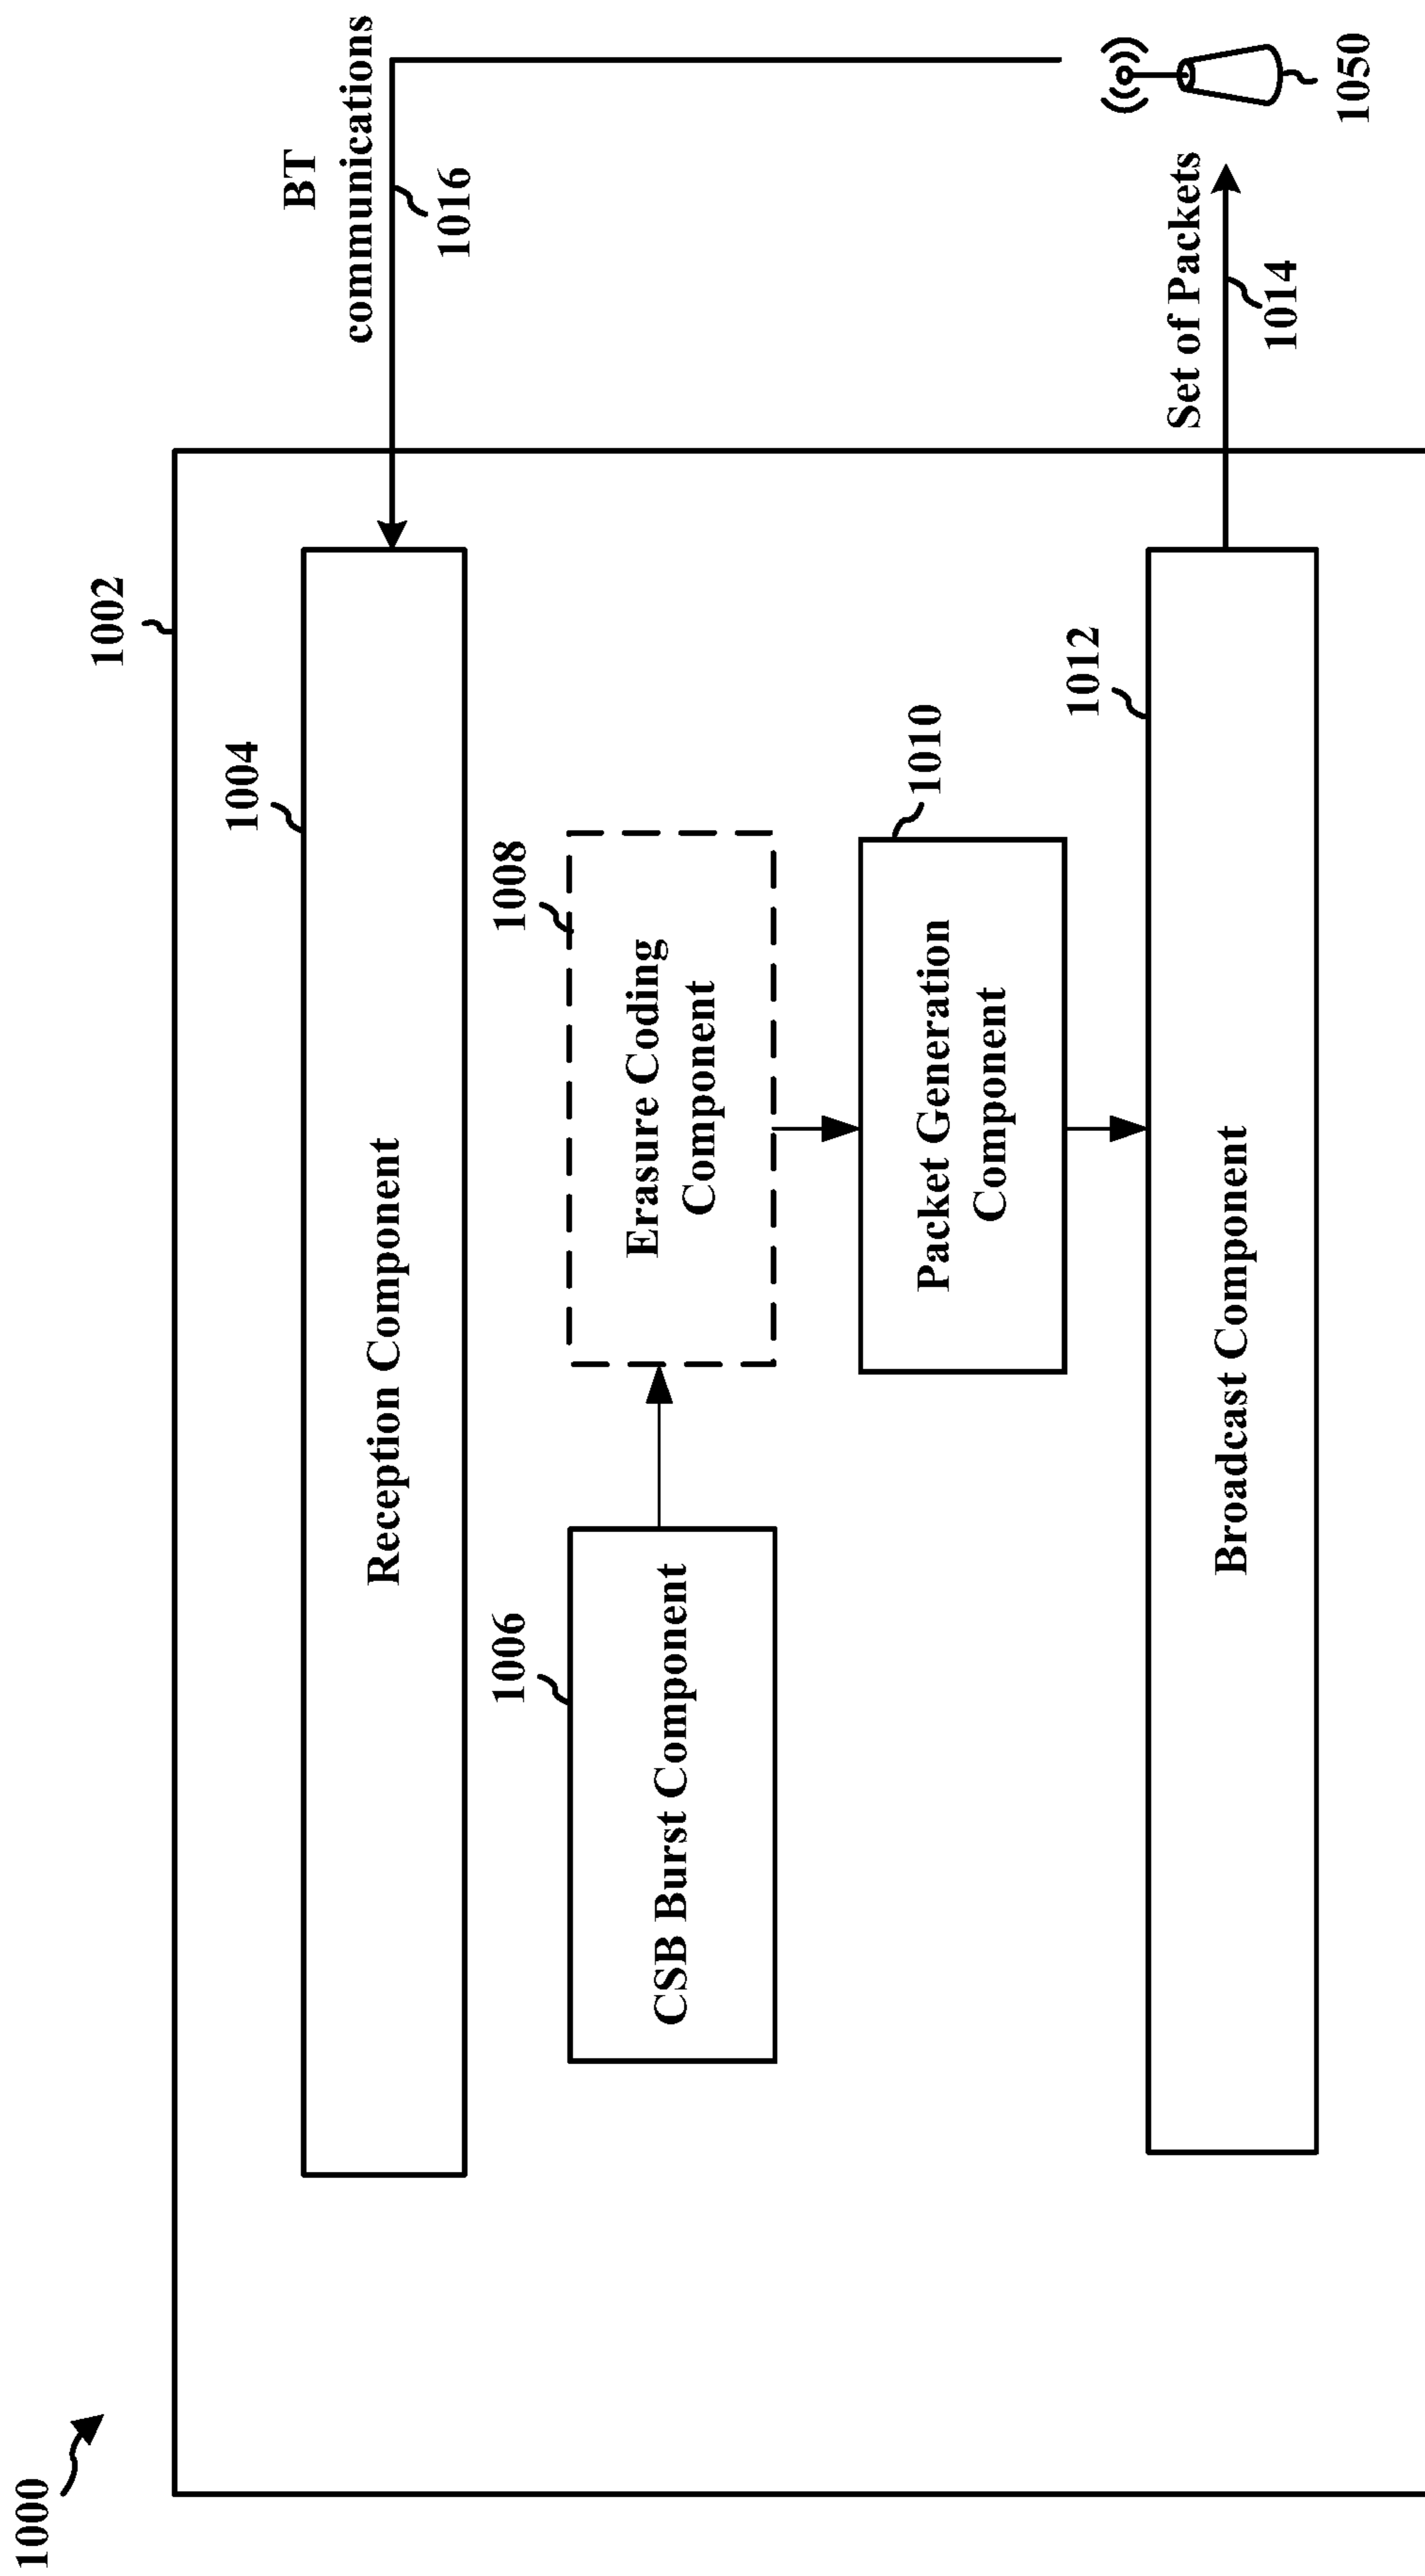 1000
1002
1004
Reception Component
BT
communications
1016
1006
CSB Burst Component
1008
Erasure Coding
Component
1010
Packet Generation
Component
1012
Broadcast Component
Set of Packets
1014
1050